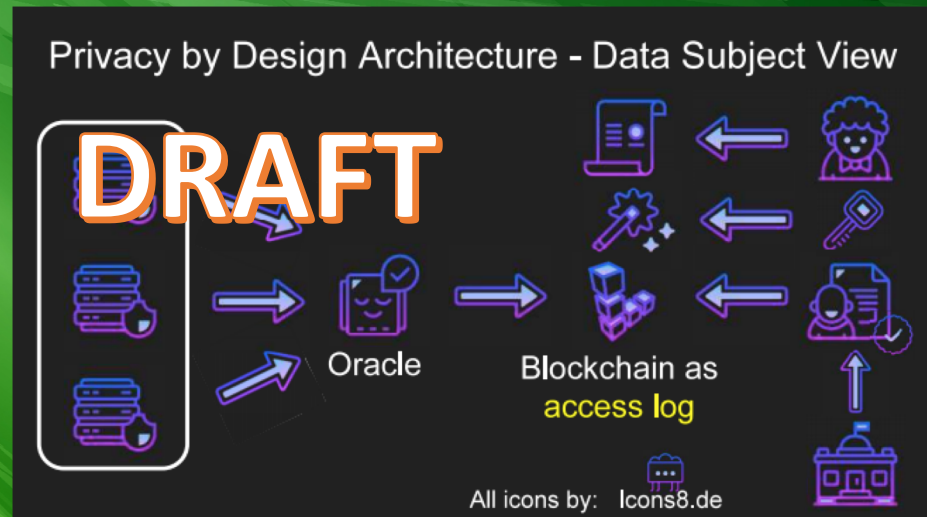 Privacy by Design Architecture - Data Subject View
DRAFT
Oracle
Blockchain as
access log
All icons by: Icons8.de